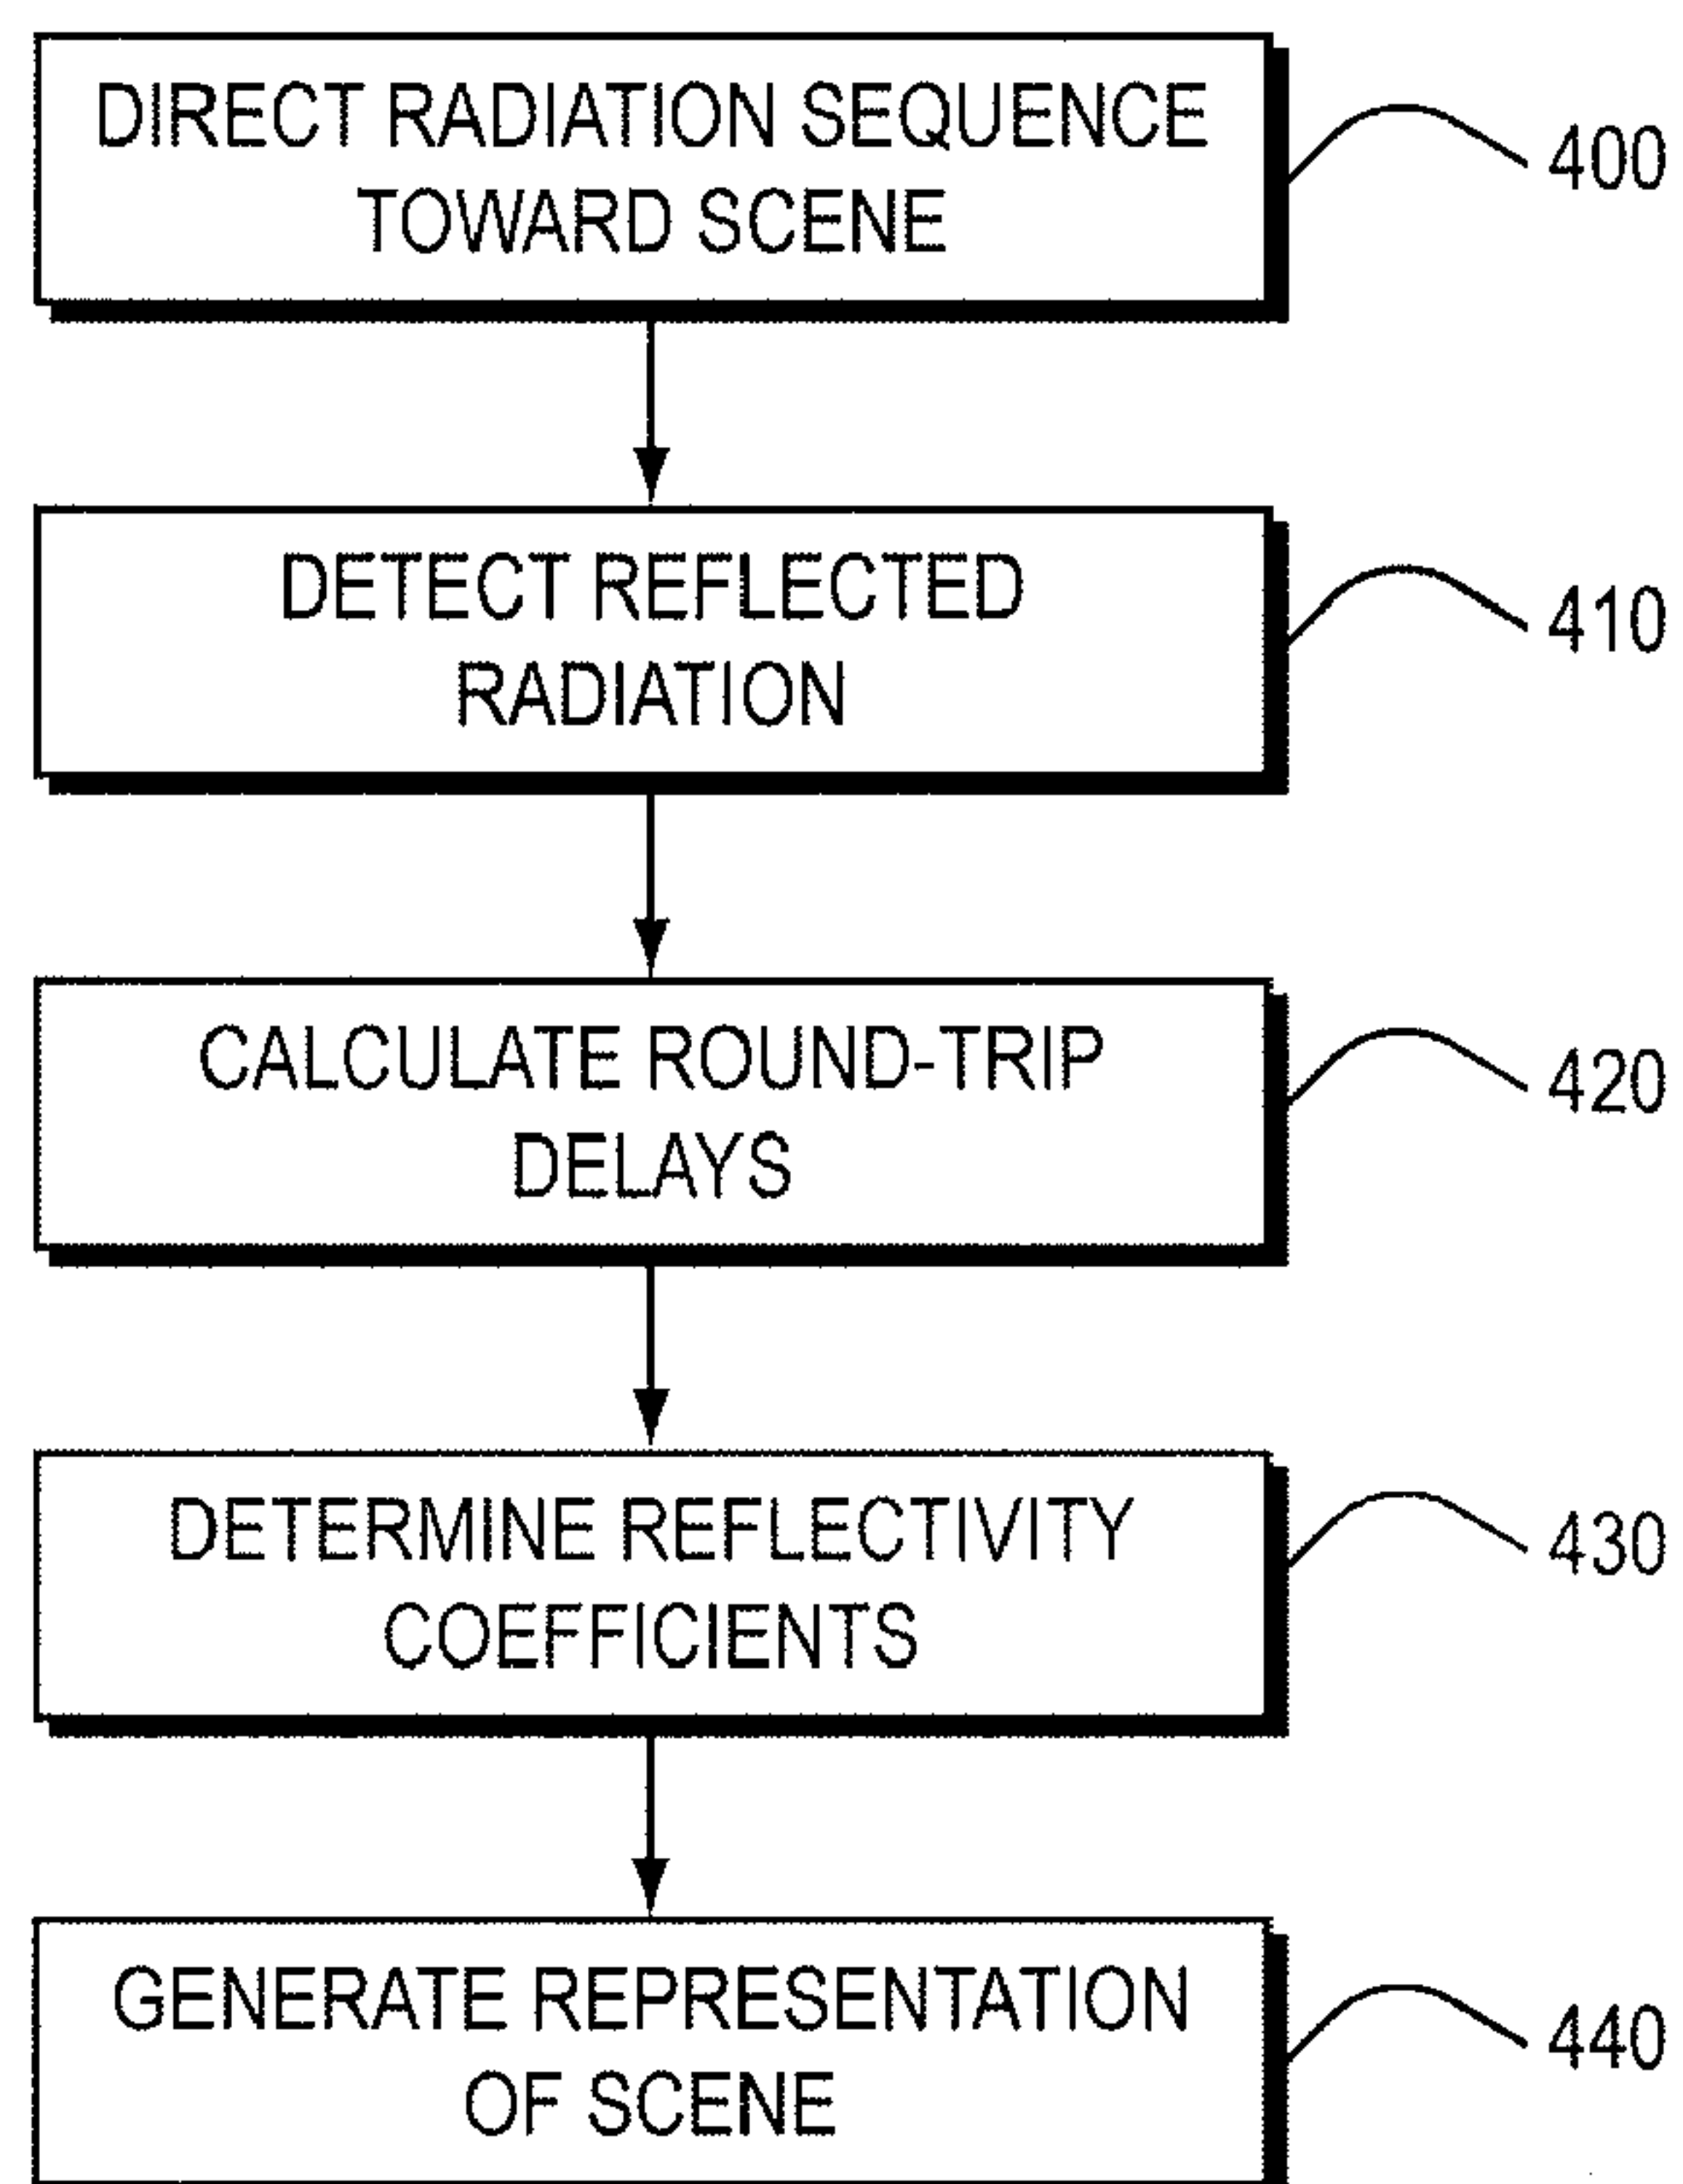 DIRECT RADIATION SEQUENCE
TOWARD SCENE
400
DETECT REFLECTED
RADIATION
410
CALCULATE ROUND-TRIP
DELAYS
420
DETERMINE REFLECTIVITY
COEFFICIENTS
430
GENERATE REPRESENTATION
OF SCENE
440